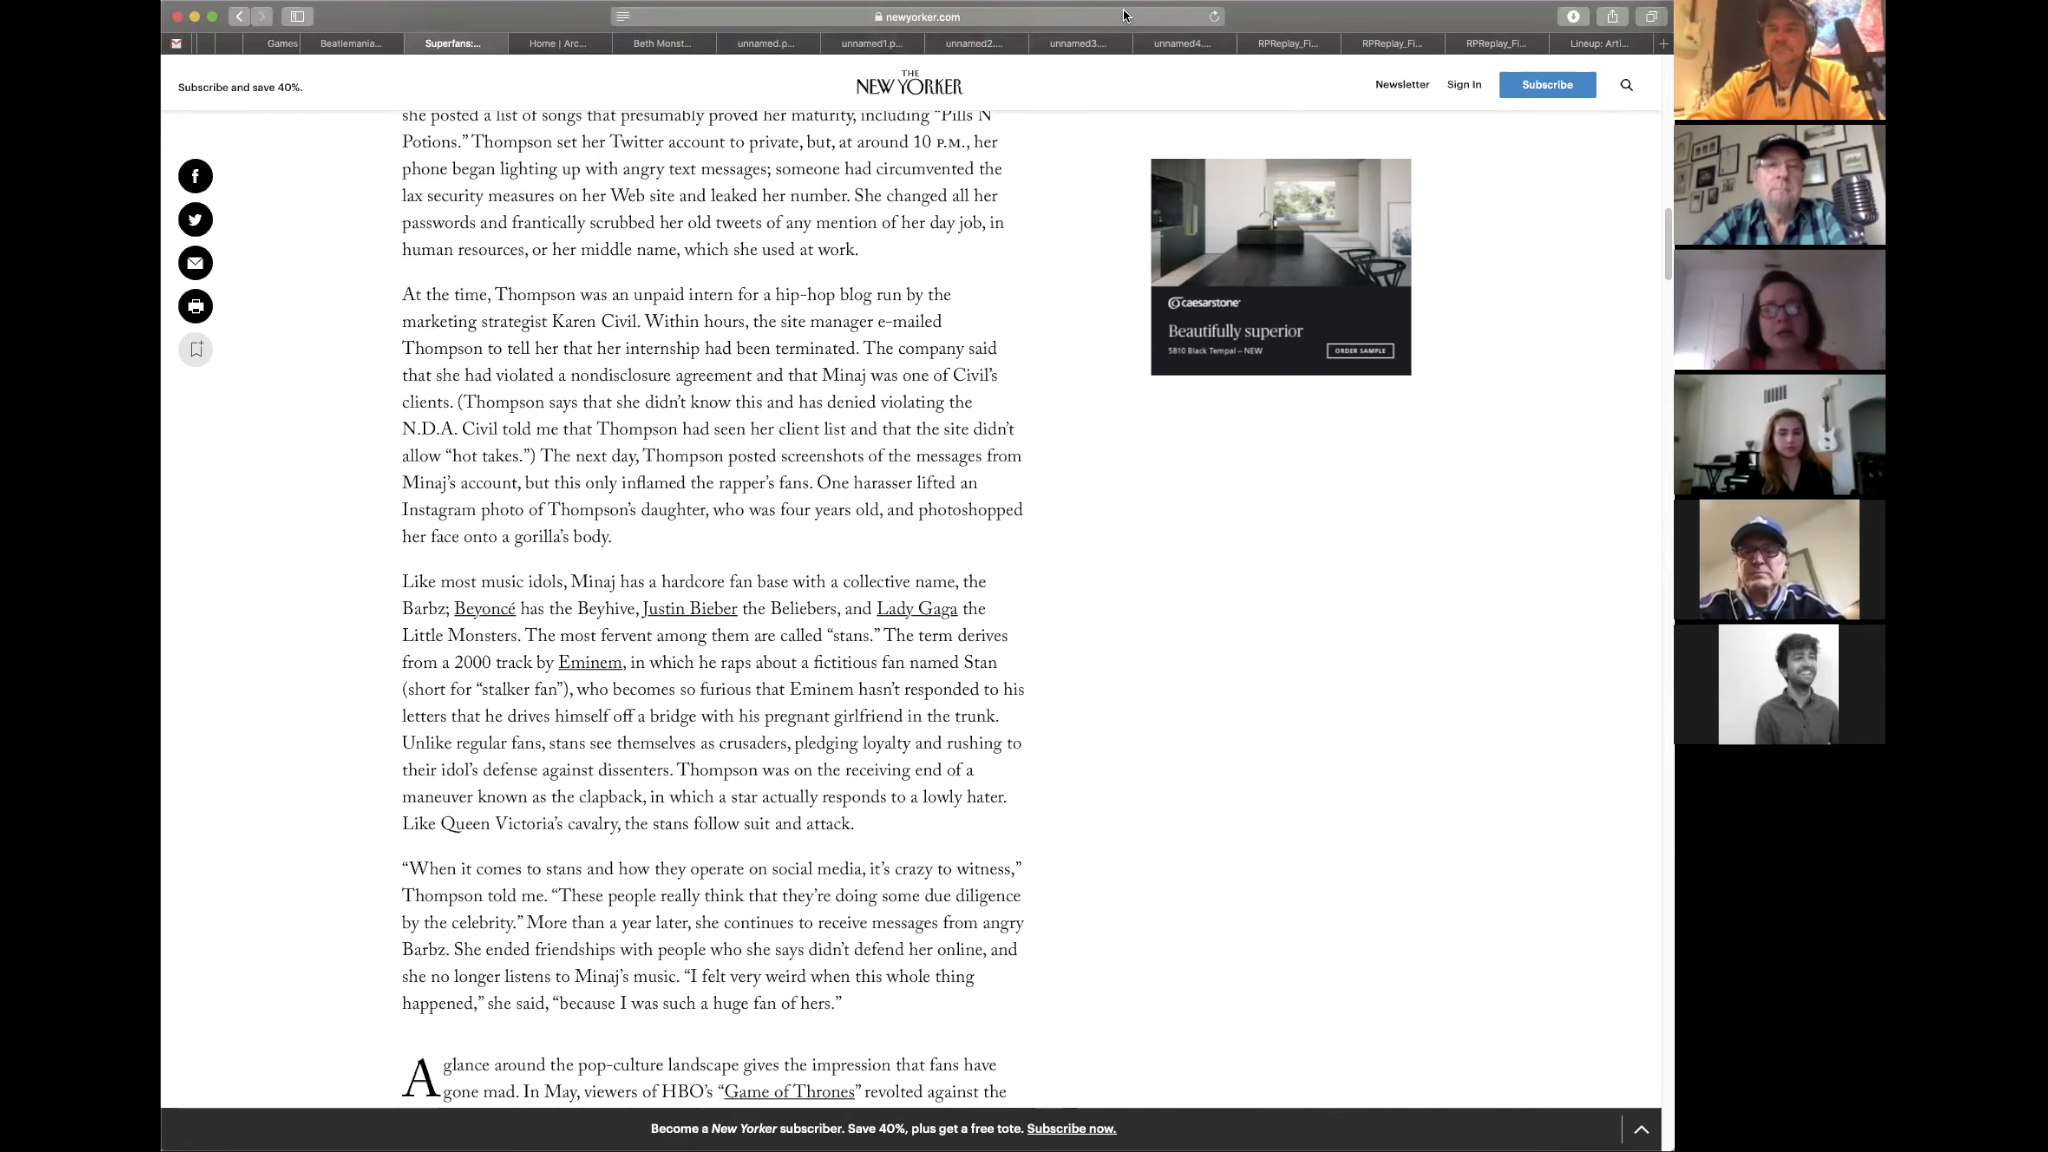 newyorker.com
Games
Beatlemania...
Superfans:...
Home | Arc...
Beth Monst...
unnamed.p...
unnamed1.p...
unnamed2....
unnamed3....
unnamed4....
RPReplay_Fi...
RPReplay_Fi...
RPReplay_Fi...
Lineup: Arti...
Subscribe and save 40%.
THE
NEW YORKER
Newsletter
Sign In
Subscribe
she posted a list of songs that presumably proved her maturity, including “Pills N
Potions.” Thompson set her Twitter account to private, but, at around 10 P.M., her
phone began lighting up with angry text messages; someone had circumvented the
lax security measures on her Web site and leaked her number. She changed all her
passwords and frantically scrubbed her old tweets of any mention of her day job, in
human resources, or her middle name, which she used at work.
At the time, Thompson was an unpaid intern for a hip-hop blog run by the
marketing strategist Karen Civil. Within hours, the site manager e-mailed
Thompson to tell her that her internship had been terminated. The company said
that she had violated a nondisclosure agreement and that Minaj was one of Civil’s
clients. (Thompson says that she didn’t know this and has denied violating the
N.D.A. Civil told me that Thompson had seen her client list and that the site didn’t
allow “hot takes.”) The next day, Thompson posted screenshots of the messages from
Minaj’s account, but this only inflamed the rapper’s fans. One harasser lifted an
Instagram photo of Thompson’s daughter, who was four years old, and photoshopped
her face onto a gorilla’s body.
Like most music idols, Minaj has a hardcore fan base with a collective name, the
Barbz; Beyoncé has the Beyhive, Justin Bieber the Beliebers, and Lady Gaga the
Little Monsters. The most fervent among them are called “stans.” The term derives
from a 2000 track by Eminem, in which he raps about a fictitious fan named Stan
(short for “stalker fan”), who becomes so furious that Eminem hasn’t responded to his
letters that he drives himself off a bridge with his pregnant girlfriend in the trunk.
Unlike regular fans, stans see themselves as crusaders, pledging loyalty and rushing to
their idol’s defense against dissenters. Thompson was on the receiving end of a
maneuver known as the clapback, in which a star actually responds to a lowly hater.
Like Queen Victoria’s cavalry, the stans follow suit and attack.
“When it comes to stans and how they operate on social media, it’s crazy to witness,”
Thompson told me. “These people really think that they’re doing some due diligence
by the celebrity.” More than a year later, she continues to receive messages from angry
Barbz. She ended friendships with people who she says didn’t defend her online, and
she no longer listens to Minaj’s music. “I felt very weird when this whole thing
happened,” she said, “because I was such a huge fan of hers.”
A glance around the pop-culture landscape gives the impression that fans have
gone mad. In May, viewers of HBO’s “Game of Thrones” revolted against the
caesarstone
Beautifully superior
5810 Black Tempal – NEW
ORDER SAMPLE
Become a New Yorker subscriber. Save 40%, plus get a free tote. Subscribe now.